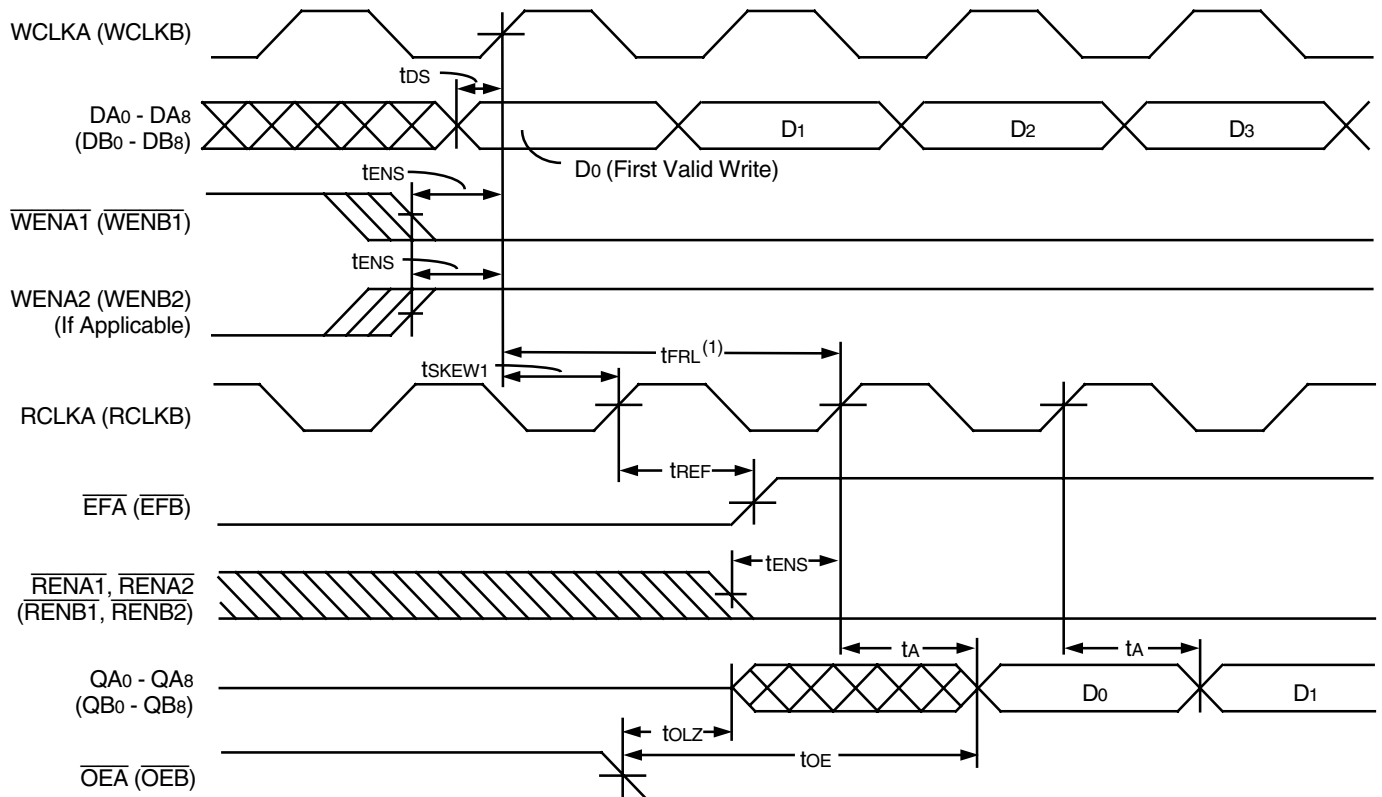 WCLKA (WCLKB)
tDS
DA0 - DA8
(DB0 - DB8)
D1
D2
D3
D0 (First Valid Write)
tENS
WENA1 (WENB1)
tENS
WENA2 (WENB2)
(If Applicable)
tFRL(1)
tSKEW1
RCLKA (RCLKB)
tREF
EFA (EFB)
tENS
RENA1, RENA2
(RENB1, RENB2)
tA
tA
QA0 - QA8
(QB0 - QB8)
D0
D1
tOLZ
tOE
OEA (OEB)